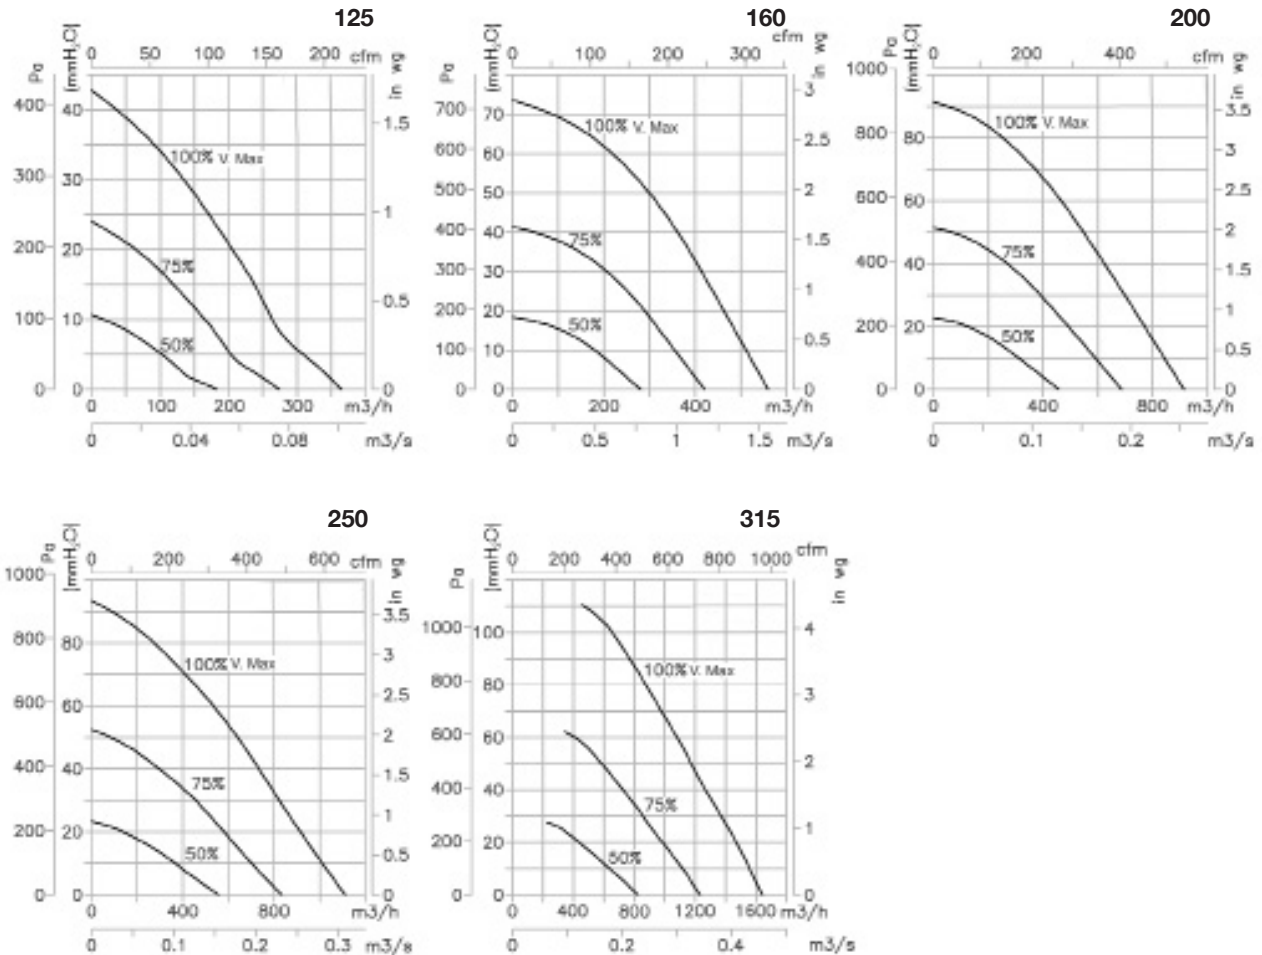 125
0 50 100 150 200 cfm
Pa [mmH2O] in wg
400 40 1.5
100% V. Max
300 30
1
200 20
75%
0.5
100 10
50%
0 0 0
0 100 200 300 m3/h
0 0.04 0.08 m3/s
160
0 100 200 300 cfm
Pa [mmH2O] in wg
3
700 70
100% V. Max
2.5
600 60
500 50 2
400 40 1.5
75%
300 30
1
200 20
50%
0.5
100 10
0 0 0
0 200 400 m3/h
0 0.5 1 1.5 m3/s
200
0 200 400 cfm
Pa [mmH2O] in wg
1000
3.5
100% V. Max
800 80
3
2.5
600 60
2
75%
400 40 1.5
1
200 20
50%
0.5
0 0 0
0 400 800 m3/h
0 0.1 0.2 m3/s
250
0 200 400 600 cfm
Pa [mmH2O] in wg
1000
3.5
800 80
3
100% V. Max
2.5
600 60
2
400 40 1.5
75%
1
200 20
50%
0.5
0 0 0
0 400 800 m3/h
0 0.1 0.2 0.3 m3/s
315
0 200 400 600 800 1000 cfm
Pa [mmH2O] in wg
1000 100 4
100% V. Max
800 80 3
600 60
2
400 40
75%
1
200 20
50%
0 0 0
0 400 800 1200 1600 m3/h
0 0.2 0.4 m3/s